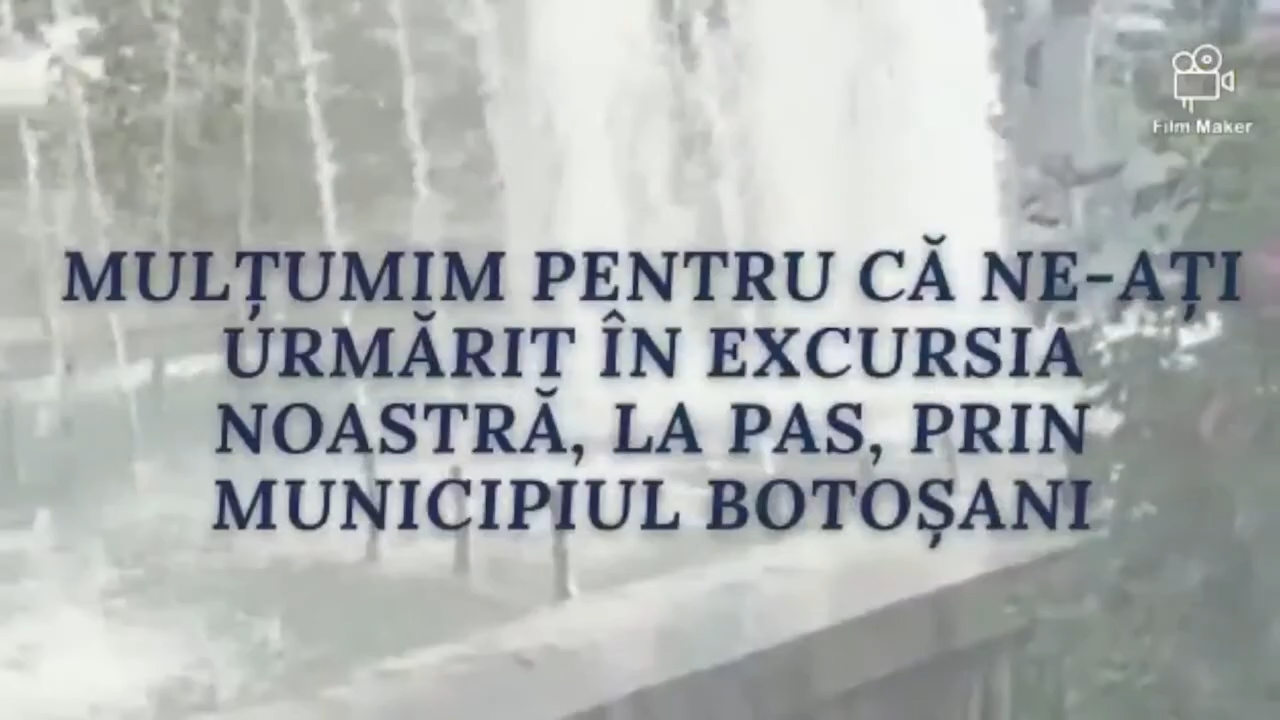 Film Maker
MULȚUMIM PENTRU CĂ NE-AȚI
URMĂRIT ÎN EXCURSIA
NOASTRĂ, LA PAS, PRIN
MUNICIPIUL BOTOȘANI